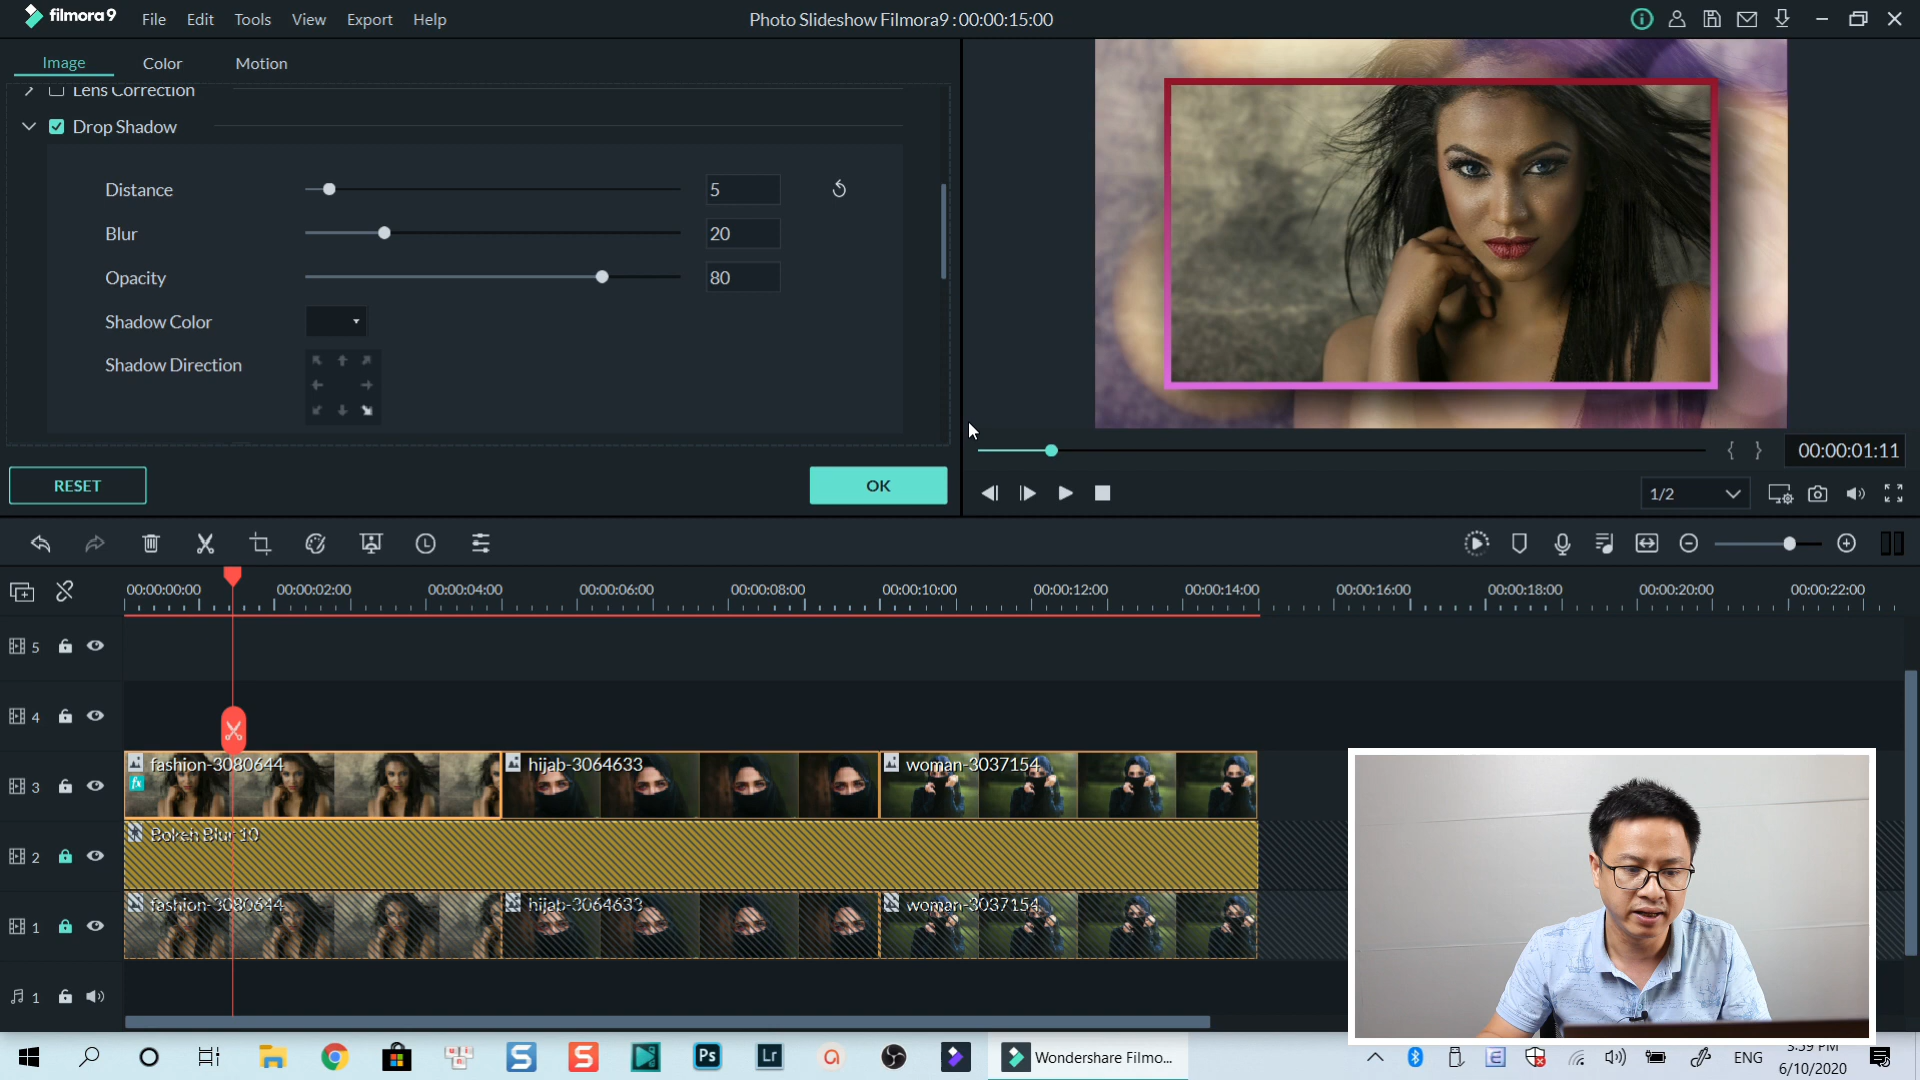 filmora9 File Edit Tools View Export Help Photo Slideshow Filmora9 : 00:00:15:00
Image Color Motion
Lens Correction
Drop Shadow
Distance 5
Blur 20
Opacity 80
Shadow Color
Shadow Direction
00:00:01:11
RESET OK
1/2
00:00:00:00 00:00:02:00 00:00:04:00 00:00:06:00 00:00:08:00 00:00:10:00 00:00:12:00 00:00:14:00 00:00:16:00 00:00:18:00 00:00:20:00 00:00:22:00
5
4
fashion-3080644 hijab-3064633 woman-3037154
fx
3
Bokeh Blur 10
2
fashion-3080644 hijab-3064633 woman-3037154
1
1
S S Ps Lr Wondershare Filmo... ENG
3:59 PM
6/10/2020